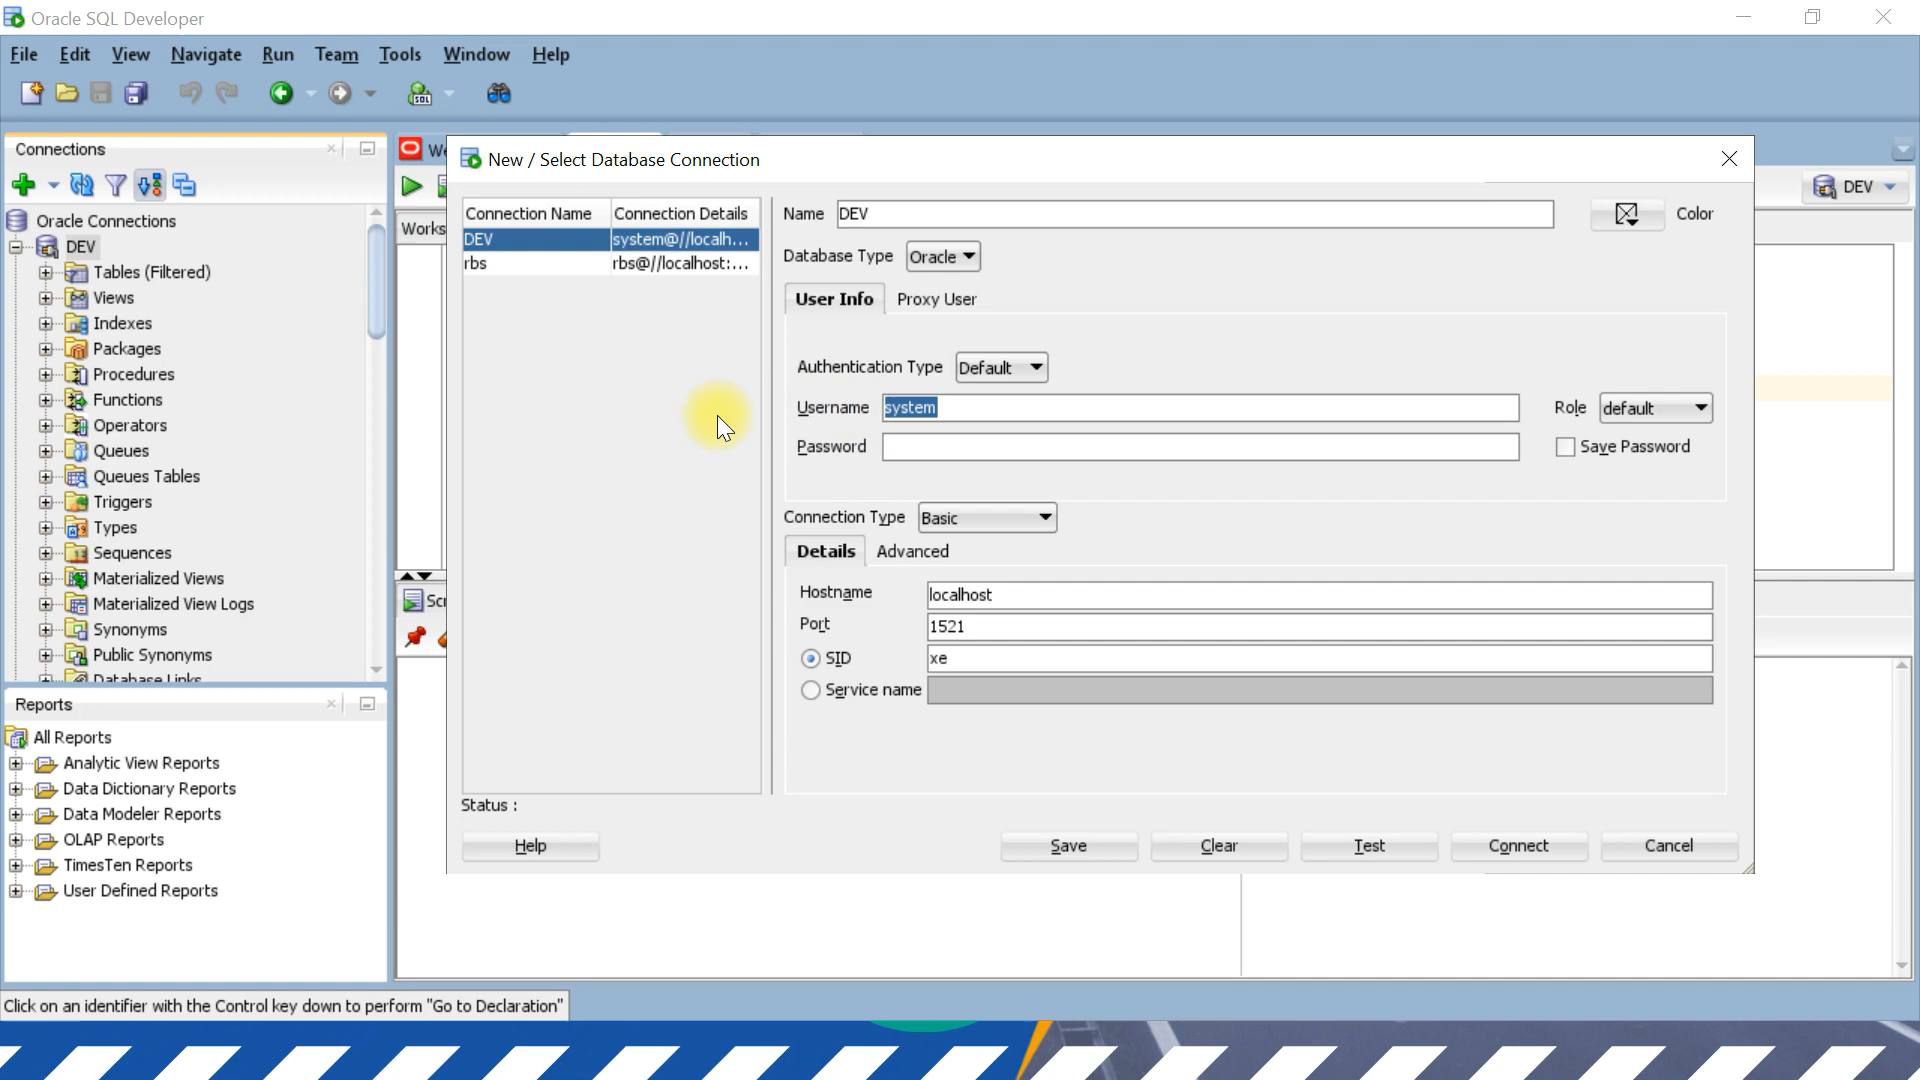 Oracle SQL Developer
File Edit View Navigate Run Team Tools Window Help
SQL
Connections
Oracle Connections
DEV
Tables (Filtered)
Views
Indexes
Packages
Procedures
Functions
Operators
Queues
Queues Tables
Triggers
Types
Sequences
Materialized Views
Materialized View Logs
Synonyms
Public Synonyms
Database Links
Reports
All Reports
Analytic View Reports
Data Dictionary Reports
Data Modeler Reports
OLAP Reports
TimesTen Reports
User Defined Reports
We
DEV
Works
Scr
New / Select Database Connection
Connection Name Connection Details
DEV system@//localh...
rbs rbs@//localhost:...
Name DEV Color
Database Type Oracle
User Info Proxy User
Authentication Type Default
Username system Role default
Password Save Password
Connection Type Basic
Details Advanced
Hostname localhost
Port 1521
SID xe
Service name
Status :
Help Save Clear Test Connect Cancel
Click on an identifier with the Control key down to perform "Go to Declaration"